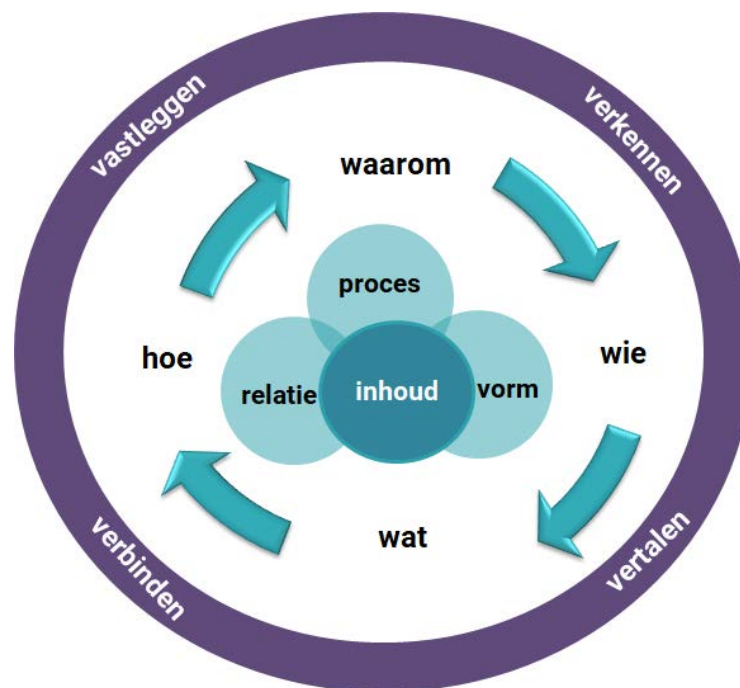 vastleggen
verkennen
waarom
proces
hoe
wie
relatie
inhoud
vorm
wat
verbinden
vertalen